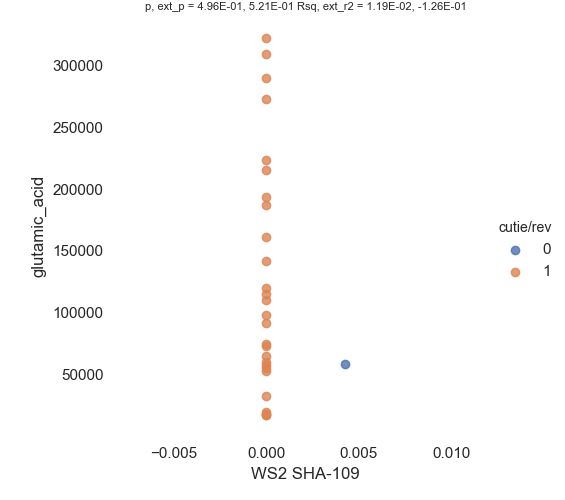 p, ext_p = 4.96E-01, 5.21E-01 Rsq, ext_r2 = 1.19E-02, -1.26E-01
300000
250000
200000
150000
100000
50000
glutamic_acid
cutie/rev
0
1
−0.005 0.000 0.005 0.010
WS2 SHA-109